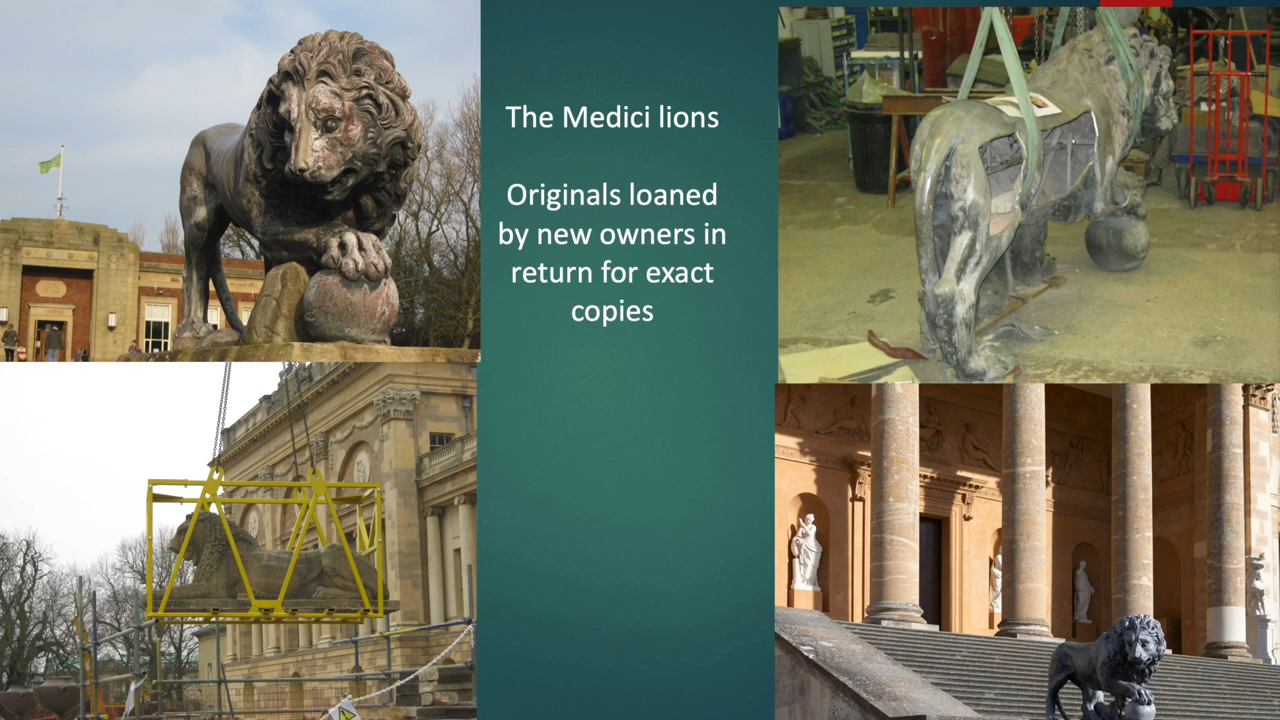 The Medici lions
Originals loaned
by new owners in
return for exact
copies